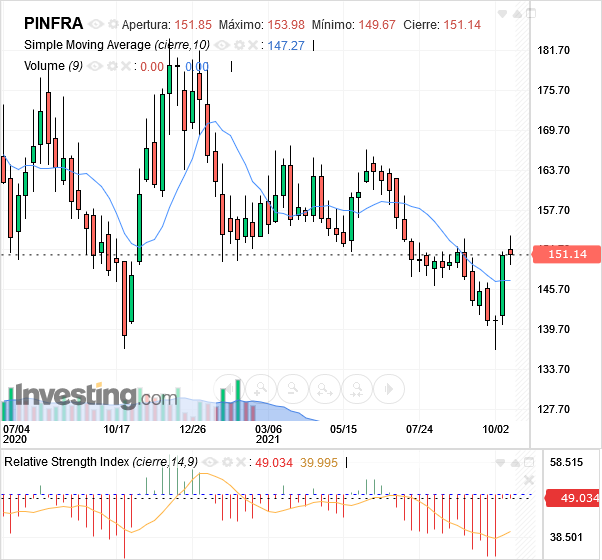 PINFRA Apertura: 151.85 Máximo: 153.98 Mínimo: 149.67 Cierre: 151.14
Simple Moving Average (cierre,10) : 147.27
Volume (9) : 0.00 0.00
181.70
175.70
169.70
163.70
157.70
151.14
145.70
139.70
133.70
127.70
Investing.com
07/04 10/17 12/26 03/06 05/15 07/24 10/02
2020 2021
Relative Strength Index (cierre,14,9) : 49.034 39.995
58.515
49.034
38.501